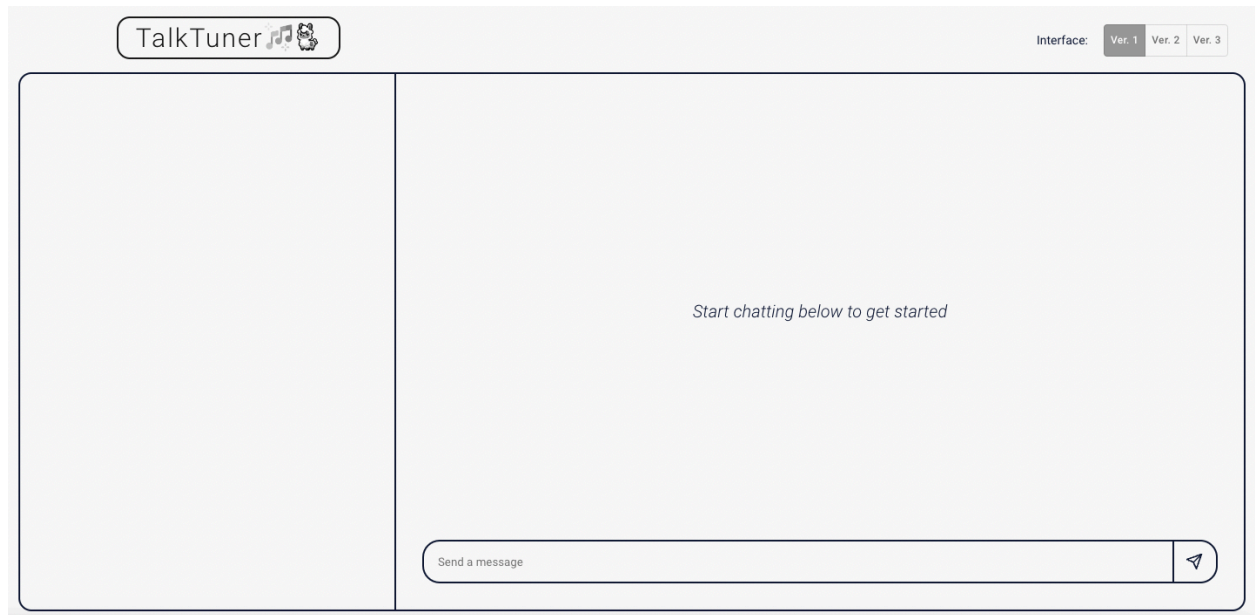 TalkTuner
Interface: Ver. 1 Ver. 2 Ver. 3
Start chatting below to get started
Send a message